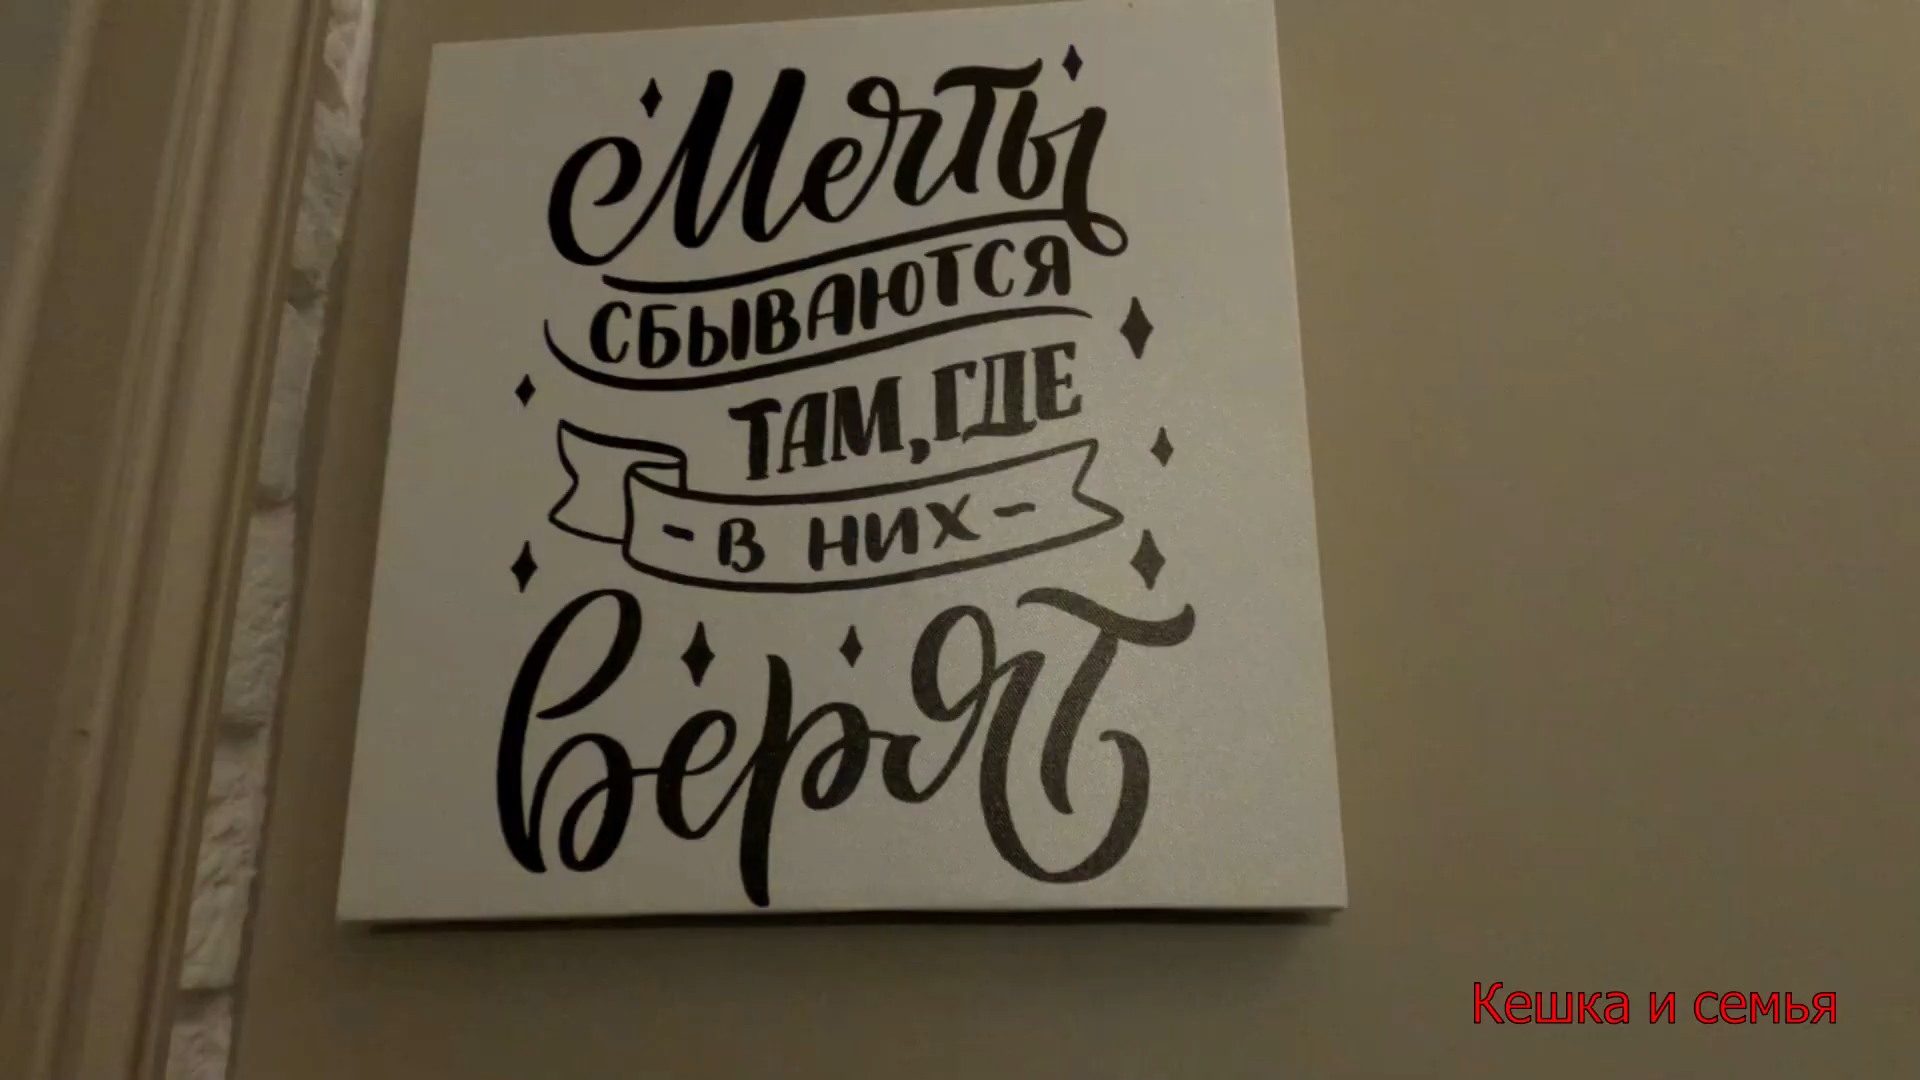 Мечты
сбываются
там, где
- в них -
верят
Кешка и семья